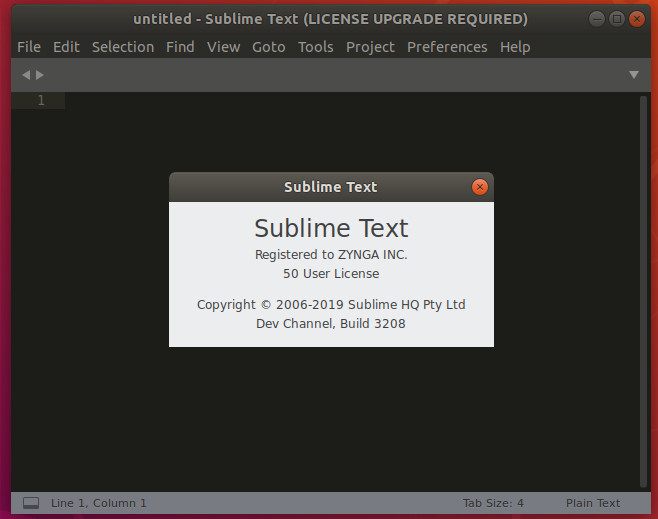 untitled - Sublime Text (LICENSE UPGRADE REQUIRED)
File Edit Selection Find View Goto Tools Project Preferences Help
1
Sublime Text
Sublime Text
Registered to ZYNGA INC.
50 User License
Copyright © 2006-2019 Sublime HQ Pty Ltd
Dev Channel, Build 3208
Line 1, Column 1 Tab Size: 4 Plain Text